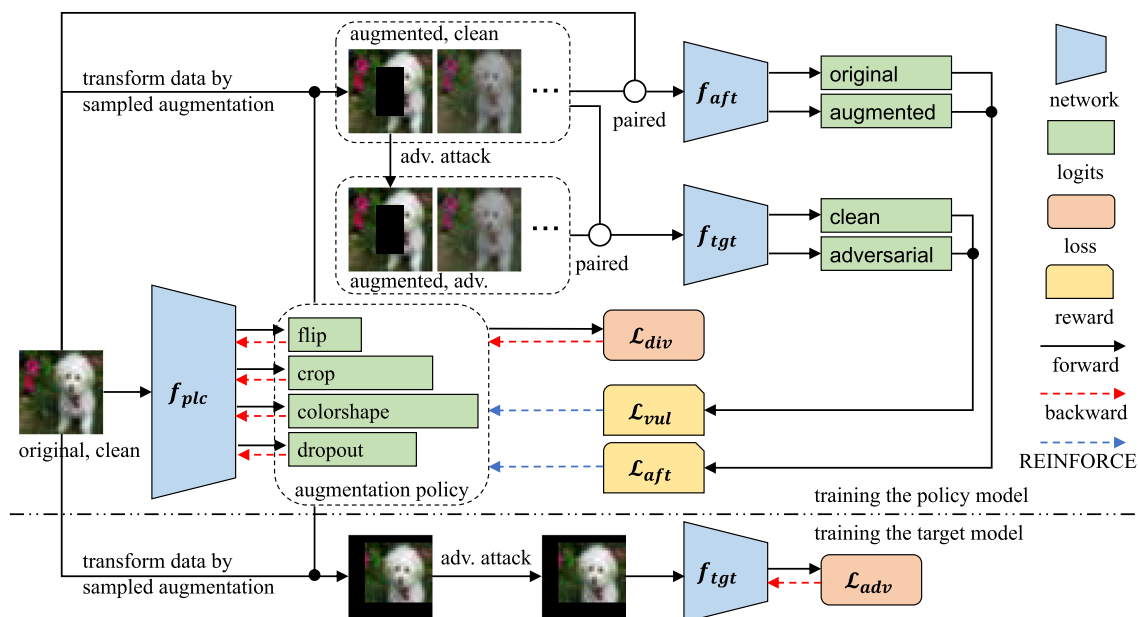 augmented, clean
transform data by
sampled augmentation
...
paired
f_aft
original
augmented
network
adv. attack
logits
...
paired
f_tgt
clean
adversarial
loss
augmented, adv.
reward
flip
crop
colorshape
dropout
f_plc
original, clean
augmentation policy
ℒ_div
ℒ_vul
ℒ_aft
forward
backward
REINFORCE
training the policy model
training the target model
transform data by
sampled augmentation
adv. attack
f_tgt
ℒ_adv